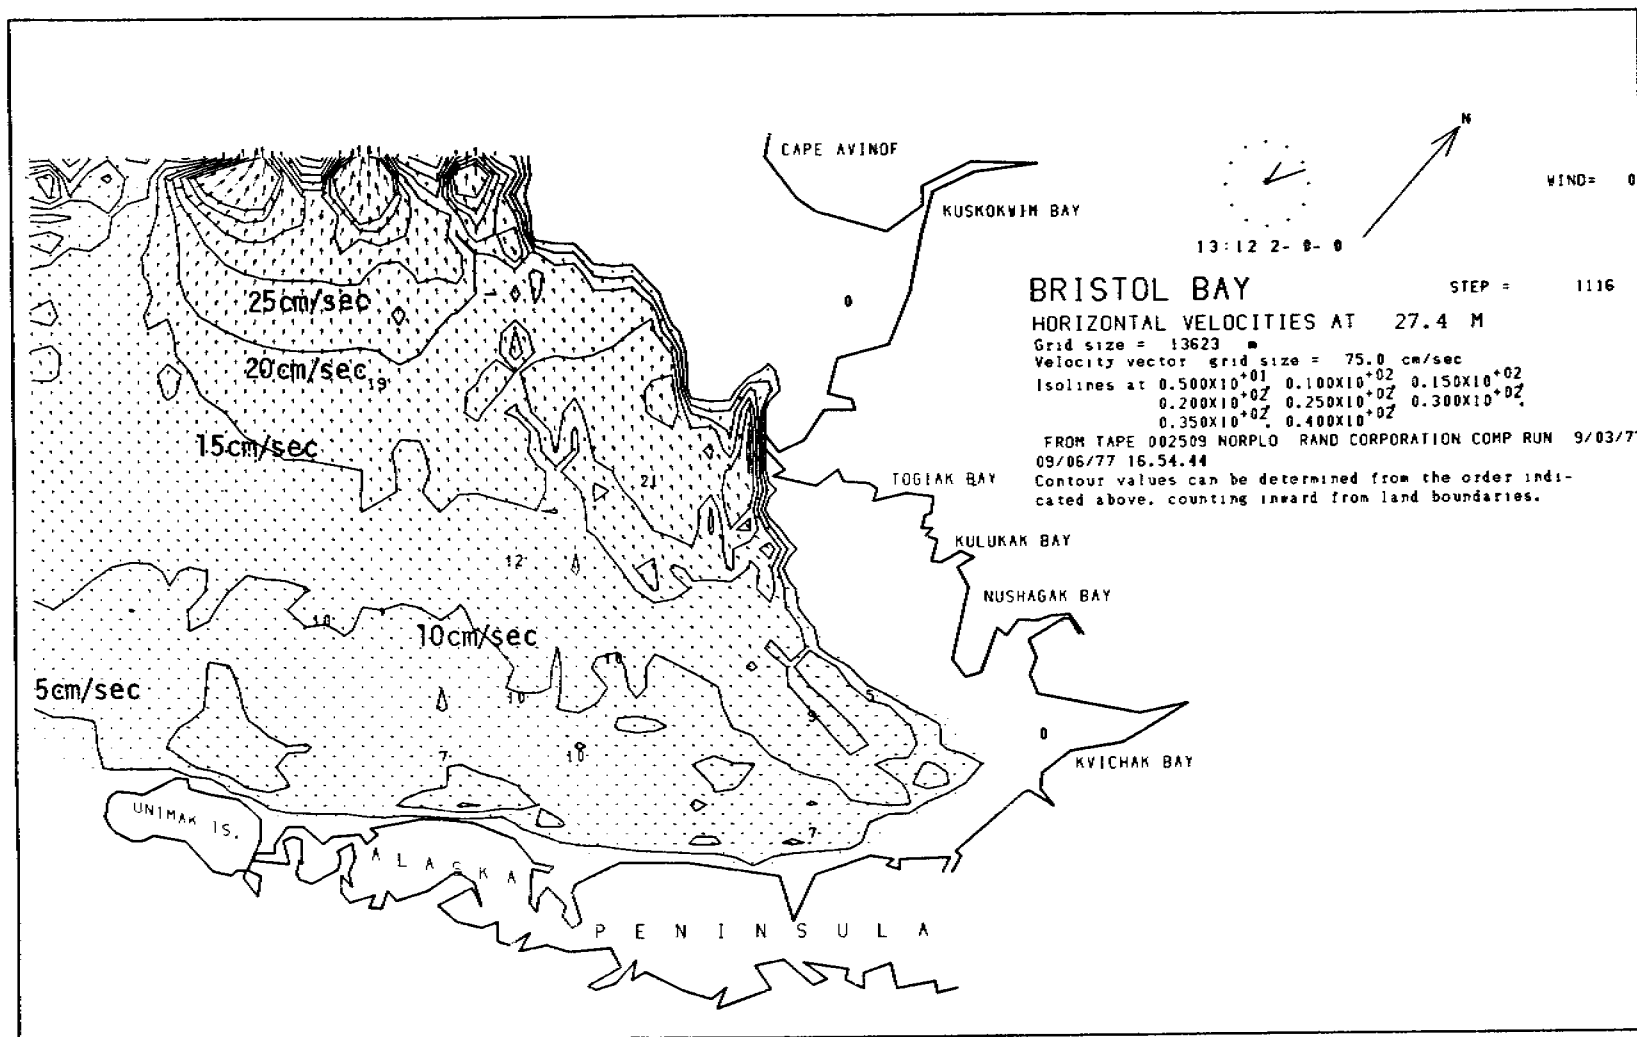 N
CAPE AVINOF
WIND= 0
KUSKOKWIM BAY
13:12 2- 0- 0
BRISTOL BAY
STEP = 1116
25cm/sec
0
HORIZONTAL VELOCITIES AT 27.4 M
Grid size = 13623 m
Velocity vector grid size = 75.0 cm/sec
20cm/sec
19
Isolines at 0.500X10+01 0.100X10+02 0.150X10+02
0.200X10+02, 0.250X10+02, 0.300X10+02,
0.350X10+02, 0.400X10+02
15cm/sec
FROM TAPE 002509 NORPLO RAND CORPORATION COMP RUN 9/03/77
09/06/77 16.54.44
21
TOGIAK BAY
Contour values can be determined from the order indi-
cated above, counting inward from land boundaries.
KULUKAK BAY
12
NUSHAGAK BAY
10
10cm/sec
5cm/sec
10
5
9
0
7
10
KVICHAK BAY
UNIMAK IS.
7
ALASKA
PENINSULA